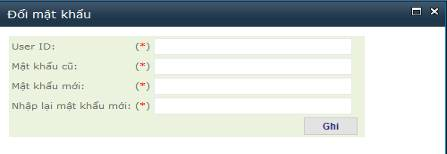 Đổi mật khẩu
User ID: (*)
Mật khẩu cũ: (*)
Mật khẩu mới: (*)
Nhập lại mật khẩu mới: (*)
Ghi